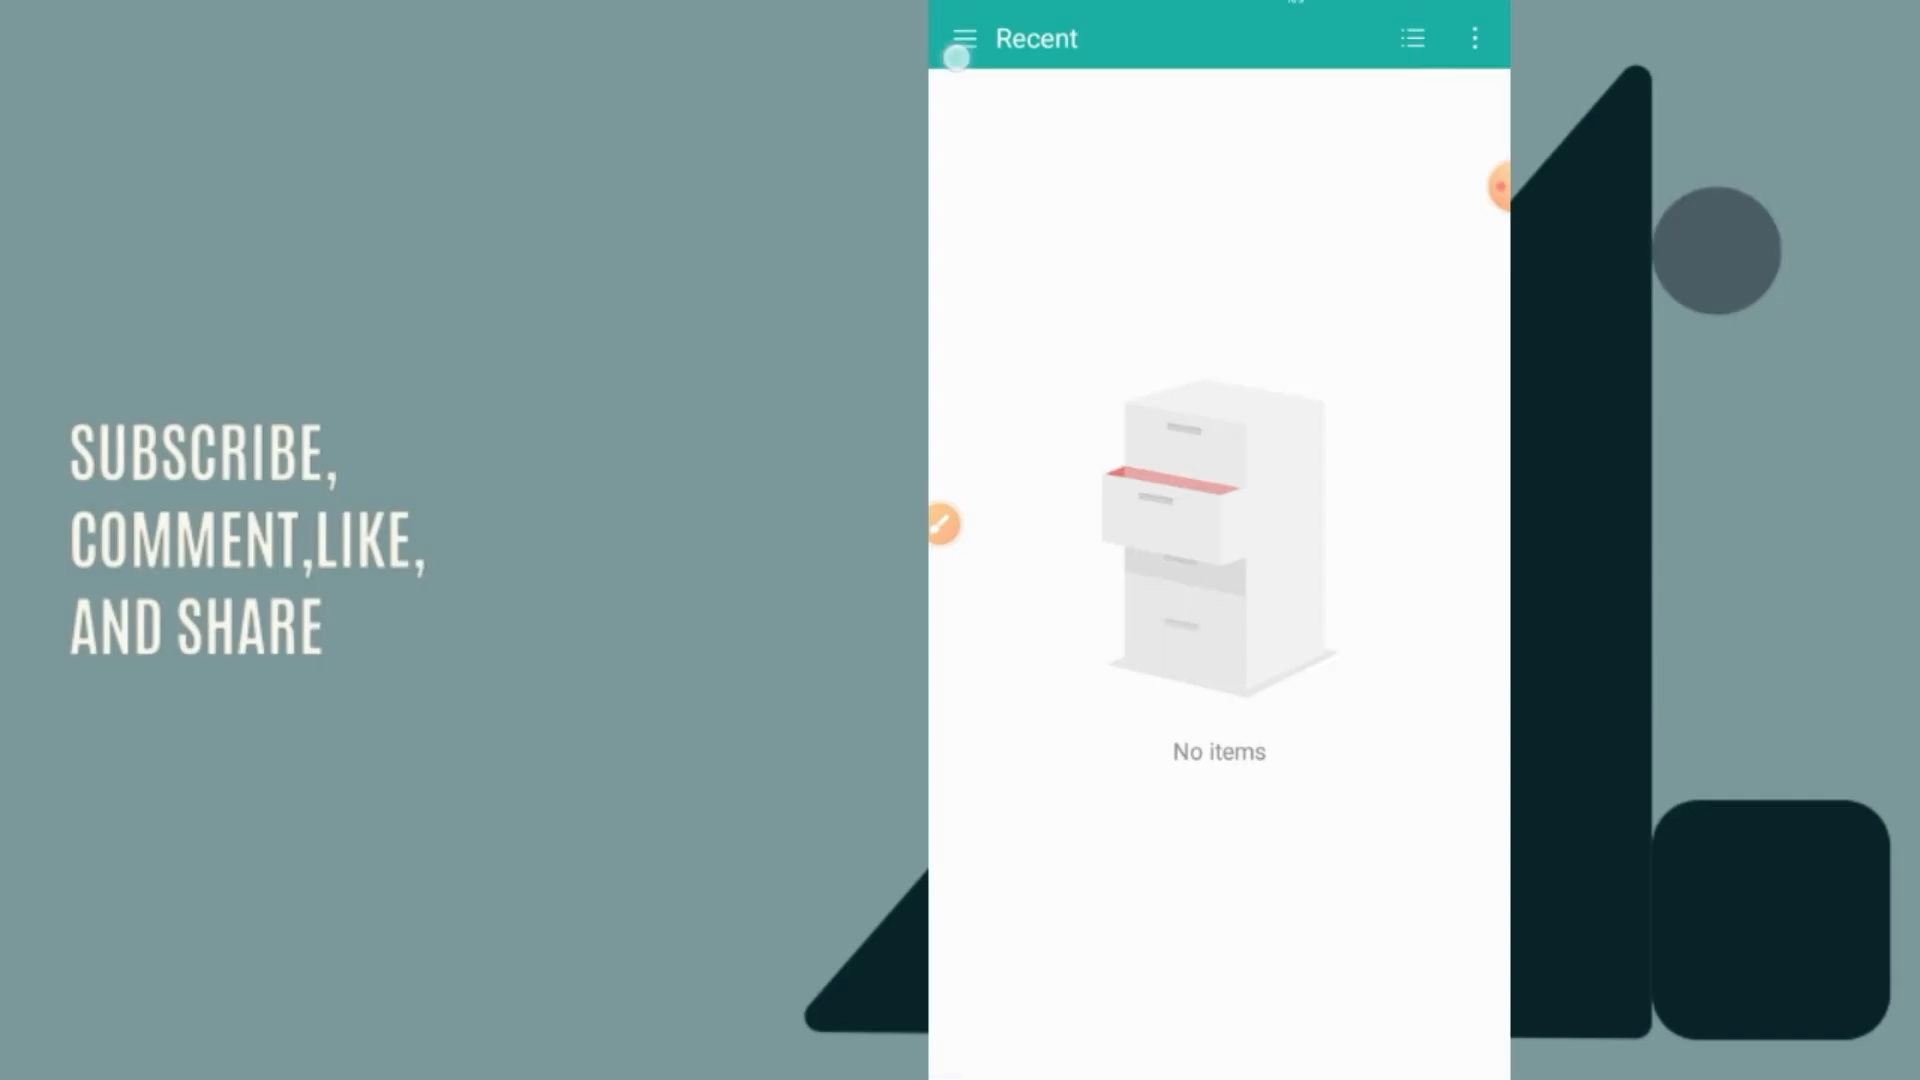 Recent
SUBSCRIBE,
COMMENT,LIKE,
AND SHARE
No items